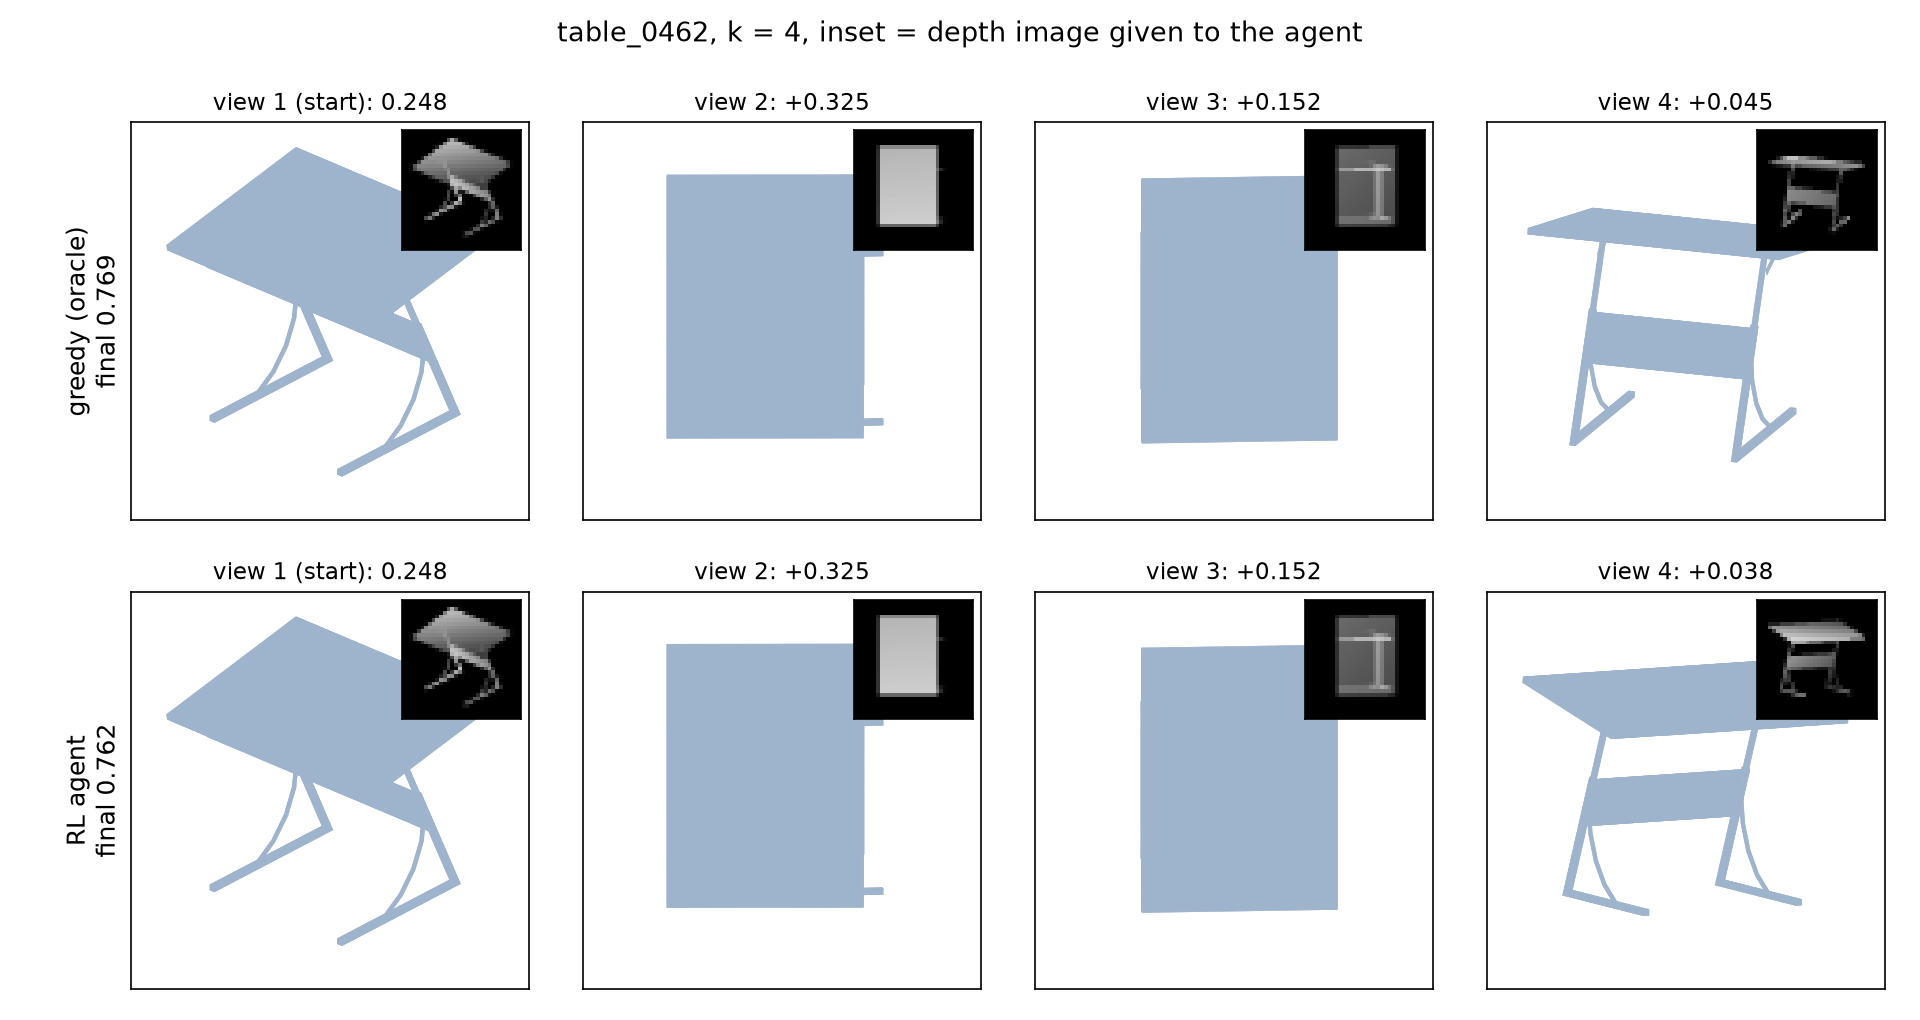 table_0462, k = 4, inset = depth image given to the agent
view 1 (start): 0.248
view 2: +0.325
view 3: +0.152
view 4: +0.045
greedy (oracle)
final 0.769
view 1 (start): 0.248
view 2: +0.325
view 3: +0.152
view 4: +0.038
RL agent
final 0.762